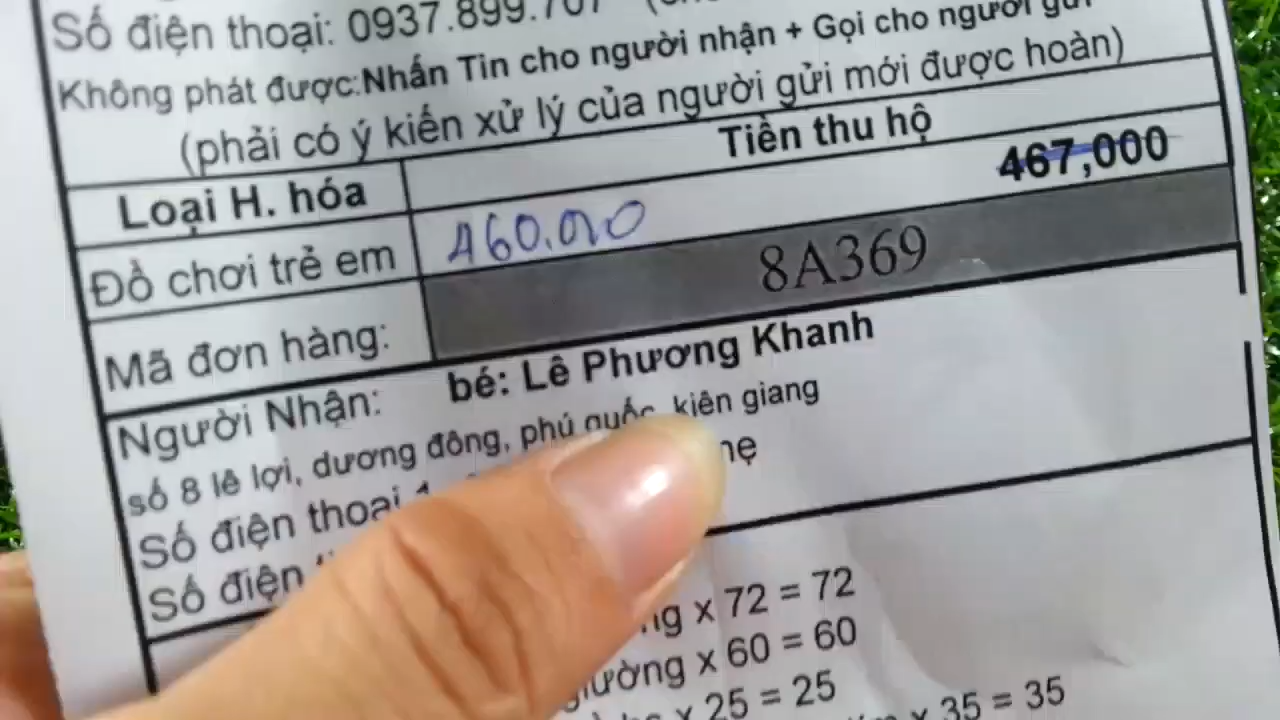 Số điện thoại: 0937.899.707
Không phát được:Nhấn Tin cho người nhận + Gọi cho người gửi
(phải có ý kiến xử lý của người gửi mới được hoàn)
Loại H. hóa Tiền thu hộ
467,000
Đồ chơi trẻ em 460.000
Mã đơn hàng: 8A369
Người Nhận: bé: Lê Phương Khanh
số 8 lê lợi, dương đông, phú quốc, kiên giang
Số điện thoại
Số điện
x 72 = 72
x 60 = 60
x 25 = 25
x 35 = 35